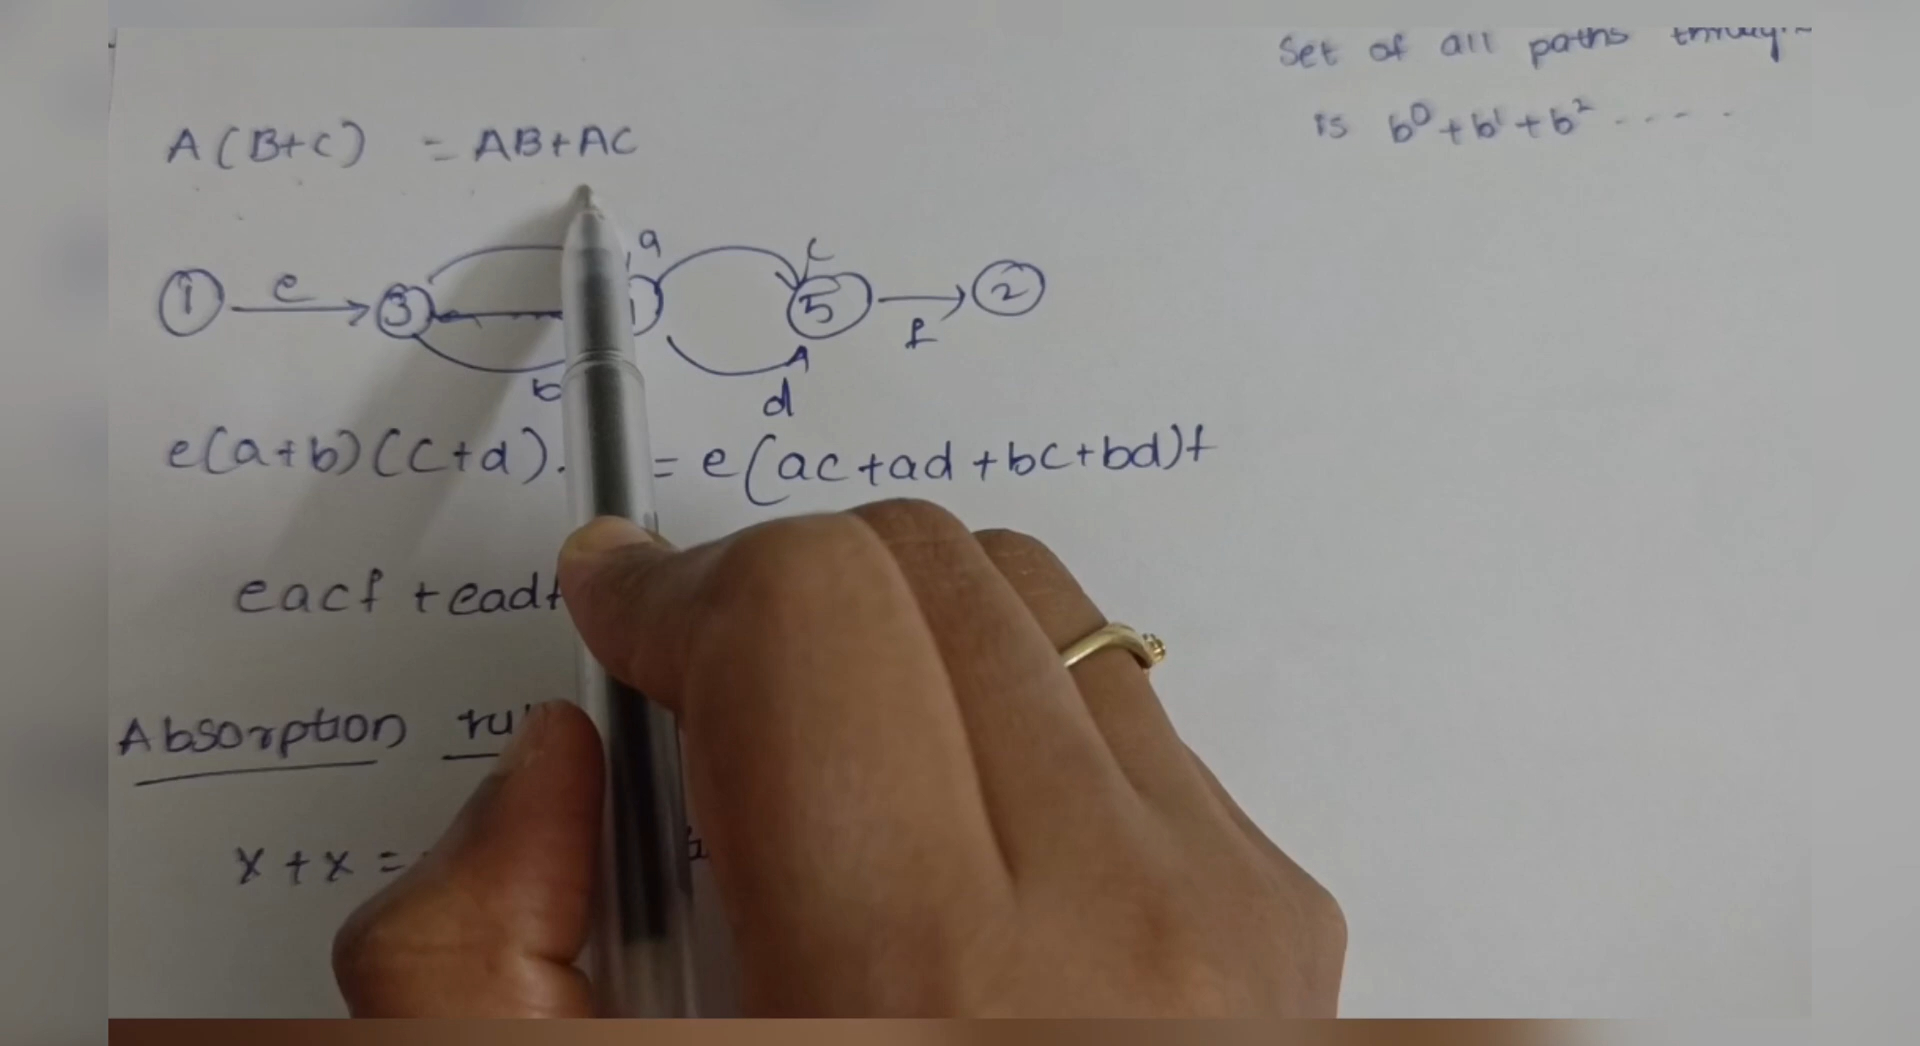 Set of all paths
is b⁰+b¹+b² . . . . .
A(B+C) = AB+AC
a
c
1 e 3 5 2
f
b
d
e(a+b)(c+d). = e(ac+ad+bc+bd)f
eacf + eadf
Absorption
x+x=